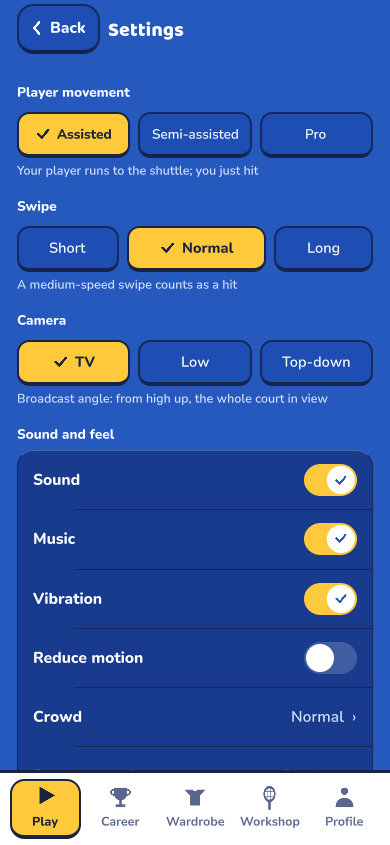 Back
Settings
Player movement
Assisted
Semi-assisted
Pro
Your player runs to the shuttle; you just hit
Swipe
Short
Normal
Long
A medium-speed swipe counts as a hit
Camera
TV
Low
Top-down
Broadcast angle: from high up, the whole court in view
Sound and feel
Sound
Music
Vibration
Reduce motion
Crowd
Normal ›
Play
Career
Wardrobe
Workshop
Profile